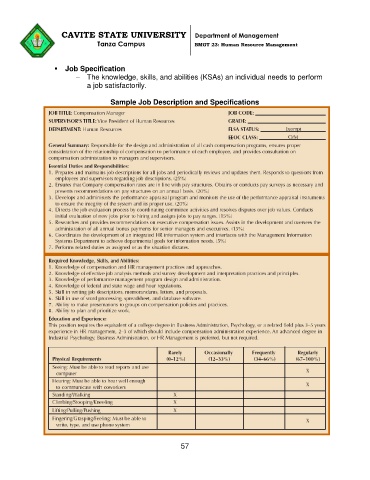 CAVITE STATE UNIVERSITY
Department of Management
Tanza Campus
BMGT 22: Human Resource Management
▪ Job Specification
– The knowledge, skills, and abilities (KSAs) an individual needs to perform
a job satisfactorily.
Sample Job Description and Specifications
JOB TITLE: Compensation Manager
JOB CODE:
SUPERVISOR'S TITLE: Vice President of Human Resources
GRADE:
DEPARTMENT: Human Resources
FLSA STATUS: Exempt
EEOC CLASS: O/M
General Summary: Responsible for the design and administration of all cash compensation programs, ensures proper
consideration of the relationship of compensation to performance of each employee, and provides consultation on
compensation administration to managers and supervisors.
Essential Duties and Responsibilities:
1. Prepares and maintains job descriptions for all jobs and periodically reviews and updates them. Responds to questions from
employees and supervisors regarding job descriptions. (25%)
2. Ensures that Company compensation rates are in line with pay structures. Obtains or conducts pay surveys as necessary and
presents recommendations on pay structures on an annual basis. (20%)
3. Develops and administers the performance appraisal program and monitors the use of the performance appraisal instruments
to ensure the integrity of the system and its proper use. (20%)
4. Directs the job evaluation process by coordinating committee activities and resolves disputes over job values. Conducts
initial evaluation of new jobs prior to hiring and assigns jobs to pay ranges. (15%)
5. Researches and provides recommendations on executive compensation issues. Assists in the development and oversees the
administration of all annual bonus payments for senior managers and executives. (15%)
6. Coordinates the development of an integrated HR information system and interfaces with the Management Information
Systems Department to achieve departmental goals for information needs. (5%)
7. Performs related duties as assigned or as the situation dictates.
Required Knowledge, Skills, and Abilities:
1. Knowledge of compensation and HR management practices and approaches.
2. Knowledge of effective job analysis methods and survey development and interpretation practices and principles.
3. Knowledge of performance management program design and administration.
4. Knowledge of federal and state wage and hour regulations.
5. Skill in writing job descriptions, memorandums, letters, and proposals.
6. Skill in use of word processing, spreadsheet, and database software.
7. Ability to make presentations to groups on compensation policies and practices.
8. Ability to plan and prioritize work.
Education and Experience:
This position requires the equivalent of a college degree in Business Administration, Psychology, or a related field plus 3–5 years
experience in HR management, 2–3 of which should include compensation administration experience. An advanced degree in
Industrial Psychology, Business Administration, or HR Management is preferred, but not required.
Physical Requirements
Rarely (0–12%)
Occasionally (12–33%)
Frequently (34–66%)
Regularly (67–100%)
Seeing: Must be able to read reports and use
computer X
Hearing: Must be able to hear well enough
to communicate with coworkers X
Standing/Walking X
Climbing/Stooping/Kneeling X
Lifting/Pulling/Pushing X
Fingering/Grasping/Feeling: Must be able to
write, type, and use phone system X
57